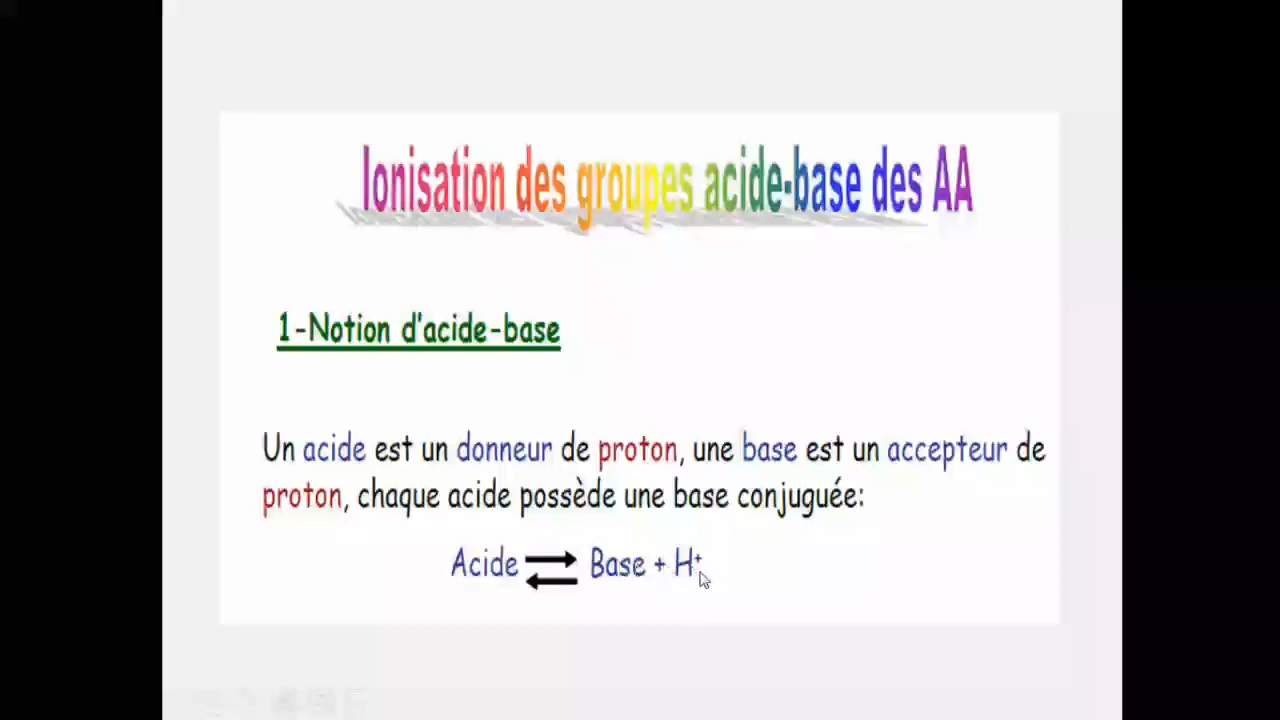 Ionisation des groupes acide-base des AA
1-Notion d'acide-base
Un acide est un donneur de proton, une base est un accepteur de
proton, chaque acide possède une base conjuguée:
Acide ⇄ Base + H⁺